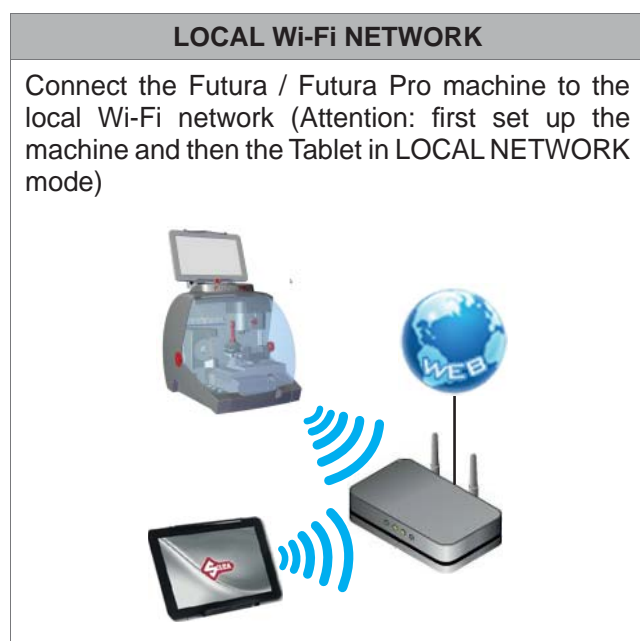 LOCAL Wi-Fi NETWORK
Connect the Futura / Futura Pro machine to the
local Wi-Fi network (Attention: first set up the
machine and then the Tablet in LOCAL NETWORK
mode)
WEB
SILCA